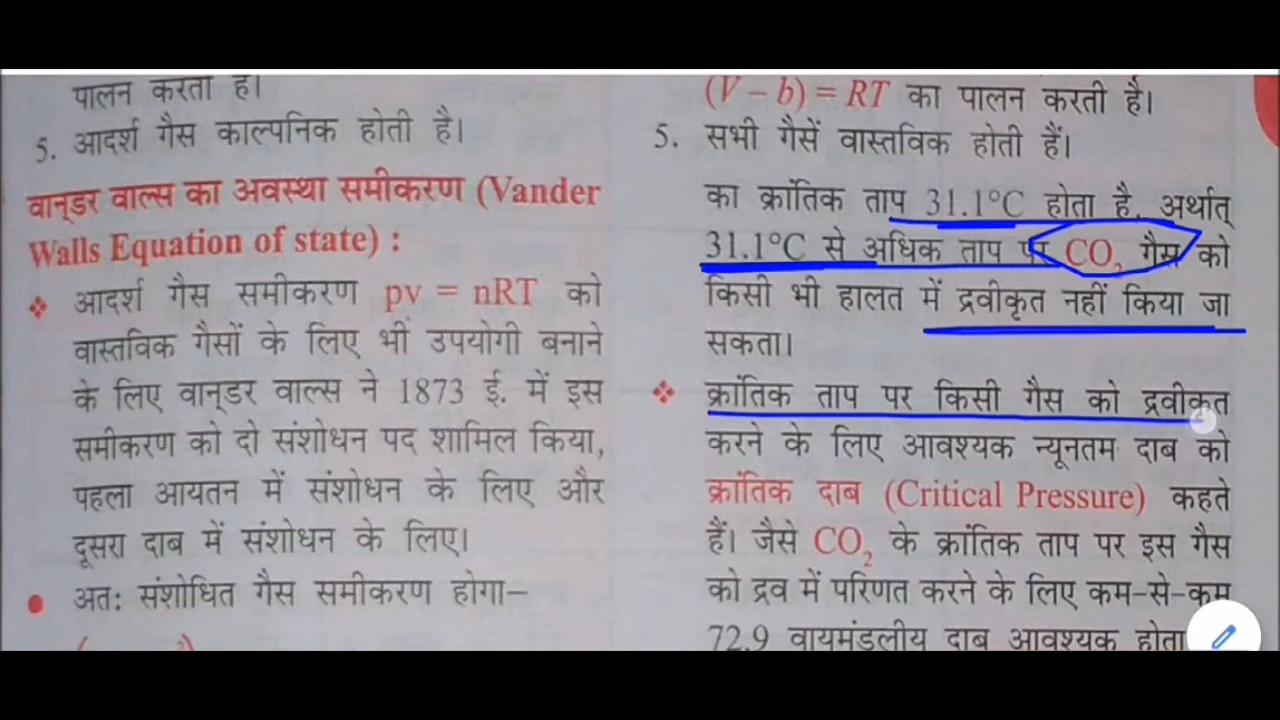 पालन करता है।
5. आदर्श गैस काल्पनिक होती है।
वान्‌डर वाल्स का अवस्था समीकरण (Vander
Walls Equation of state) :
आदर्श गैस समीकरण pv = nRT को
वास्तविक गैसों के लिए भी उपयोगी बनाने
के लिए वान्‌डर वाल्स ने 1873 ई. में इस
समीकरण को दो संशोधन पद शामिल किया,
पहला आयतन में संशोधन के लिए और
दूसरा दाब में संशोधन के लिए।
अतः संशोधित गैस समीकरण होगा–
(V – b) = RT का पालन करती है।
5. सभी गैसें वास्तविक होती हैं।
का क्रांतिक ताप 31.1°C होता है, अर्थात्
31.1°C से अधिक ताप पर CO₂ गैस को
किसी भी हालत में द्रवीकृत नहीं किया जा
सकता।
क्रांतिक ताप पर किसी गैस को द्रवीकृत
करने के लिए आवश्यक न्यूनतम दाब को
क्रांतिक दाब (Critical Pressure) कहते
हैं। जैसे CO₂ के क्रांतिक ताप पर इस गैस
को द्रव में परिणत करने के लिए कम-से-कम
72.9 वायुमंडलीय दाब आवश्यक होता